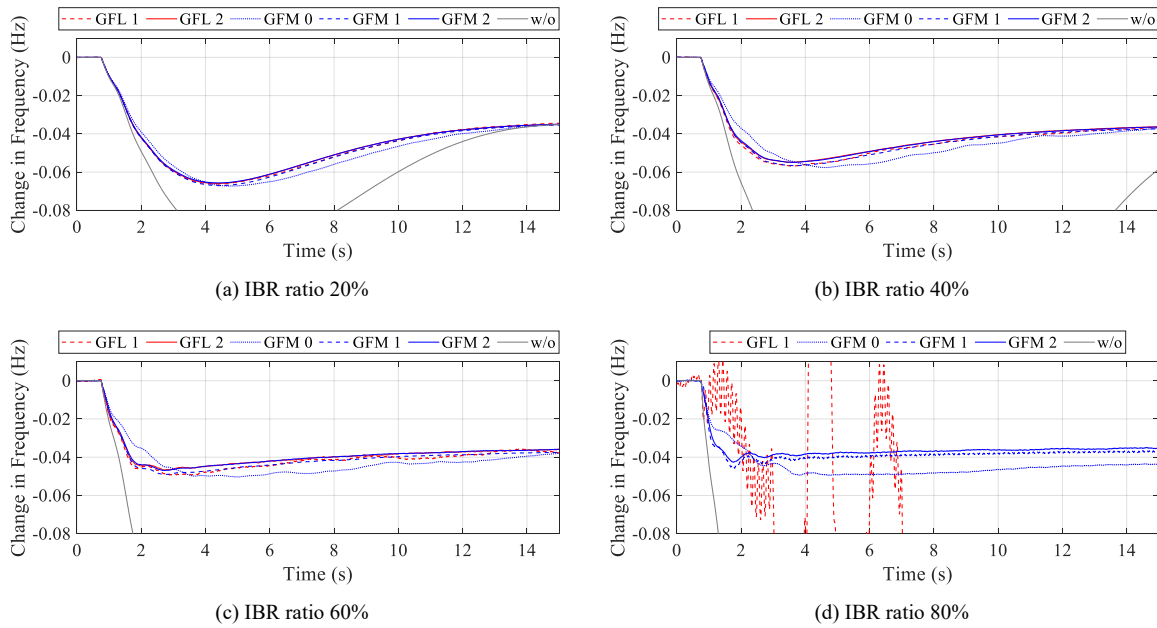 GFL 1 GFL 2 GFM 0 GFM 1 GFM 2 w/o
Change in Frequency (Hz)
0
-0.02
-0.04
-0.06
-0.08
0 2 4 6 8 10 12 14
Time (s)
(a) IBR ratio 20%
GFL 1 GFL 2 GFM 0 GFM 1 GFM 2 w/o
Change in Frequency (Hz)
0
-0.02
-0.04
-0.06
-0.08
0 2 4 6 8 10 12 14
Time (s)
(b) IBR ratio 40%
GFL 1 GFL 2 GFM 0 GFM 1 GFM 2 w/o
Change in Frequency (Hz)
0
-0.02
-0.04
-0.06
-0.08
0 2 4 6 8 10 12 14
Time (s)
(c) IBR ratio 60%
GFL 1 GFM 0 GFM 1 GFM 2 w/o
Change in Frequency (Hz)
0
-0.02
-0.04
-0.06
-0.08
0 2 4 6 8 10 12 14
Time (s)
(d) IBR ratio 80%